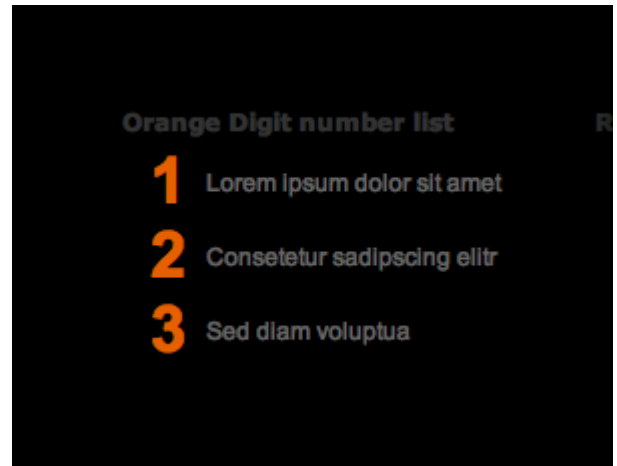 Orange Digit number list
1 Lorem ipsum dolor sit amet
2 Consetetur sadipscing elitr
3 Sed diam voluptua